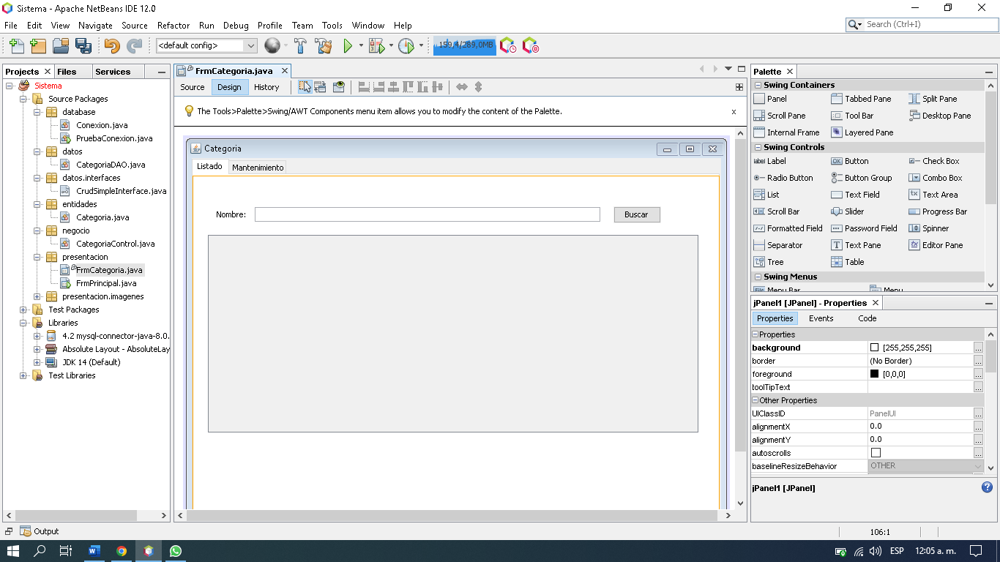 Sistema - Apache NetBeans IDE 12.0
File Edit View Navigate Source Refactor Run Debug Profile Team Tools Window Help
Search (Ctrl+I)
<default config>
159,4/289,0MB
Projects Files Services
Sistema
Source Packages
database
Conexion.java
PruebaConexion.java
datos
CategoriaDAO.java
datos.interfaces
CrudSimpleInterface.java
entidades
Categoria.java
negocio
CategoriaControl.java
presentacion
FrmCategoria.java
FrmPrincipal.java
presentacion.imagenes
Test Packages
Libraries
4.2 mysql-connector-java-8.0.
Absolute Layout - AbsoluteLay
JDK 14 (Default)
Test Libraries
FrmCategoria.java
Source Design History
The Tools>Palette>Swing/AWT Components menu item allows you to modify the content of the Palette.
x
Categoria
Listado Mantenimiento
Nombre:
Buscar
Palette
Swing Containers
Panel Tabbed Pane Split Pane
Scroll Pane Tool Bar Desktop Pane
Internal Frame Layered Pane
Swing Controls
Label Button Check Box
Radio Button Button Group Combo Box
List Text Field Text Area
Scroll Bar Slider Progress Bar
Formatted Field Password Field Spinner
Separator Text Pane Editor Pane
Tree Table
Swing Menus
Menu Bar Menu
jPanel1 [JPanel] - Properties
Properties Events Code
Properties
background [255,255,255]
border (No Border)
foreground [0,0,0]
toolTipText
Other Properties
UIClassID PanelUI
alignmentX 0.0
alignmentY 0.0
autoscrolls
baselineResizeBehavior OTHER
jPanel1 [JPanel]
Output
106:1
ESP 12:05 a. m.